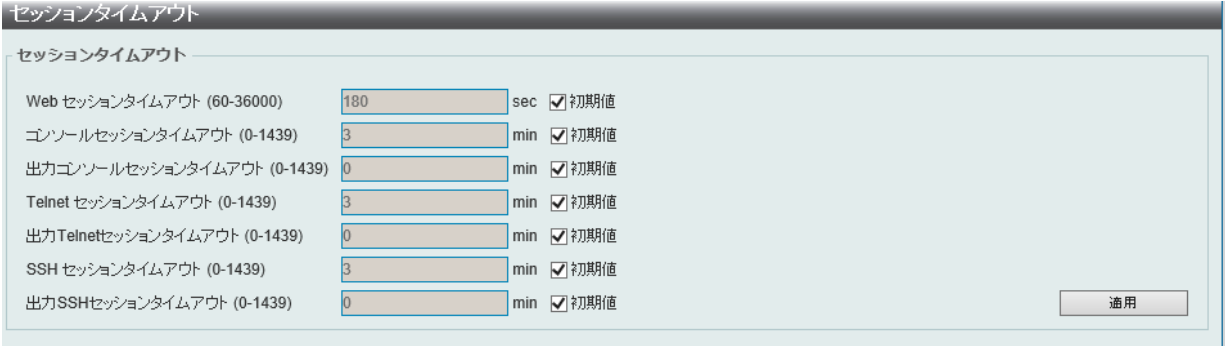 セッションタイムアウト
セッションタイムアウト
Web セッションタイムアウト (60-36000) 180 sec 初期値
コンソールセッションタイムアウト (0-1439) 3 min 初期値
出力コンソールセッションタイムアウト (0-1439) 0 min 初期値
Telnet セッションタイムアウト (0-1439) 3 min 初期値
出力Telnetセッションタイムアウト (0-1439) 0 min 初期値
SSH セッションタイムアウト (0-1439) 3 min 初期値
出力SSHセッションタイムアウト (0-1439) 0 min 初期値 適用